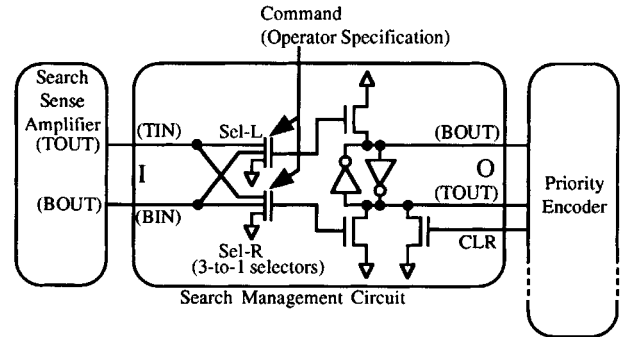 Command
(Operator Specification)
Search
Sense
Amplifier
(TOUT)
(BOUT)
(TIN)
Sel-L
I
(BIN)
Sel-R
(3-to-1 selectors)
(BOUT)
O
(TOUT)
CLR
Priority
Encoder
Search Management Circuit